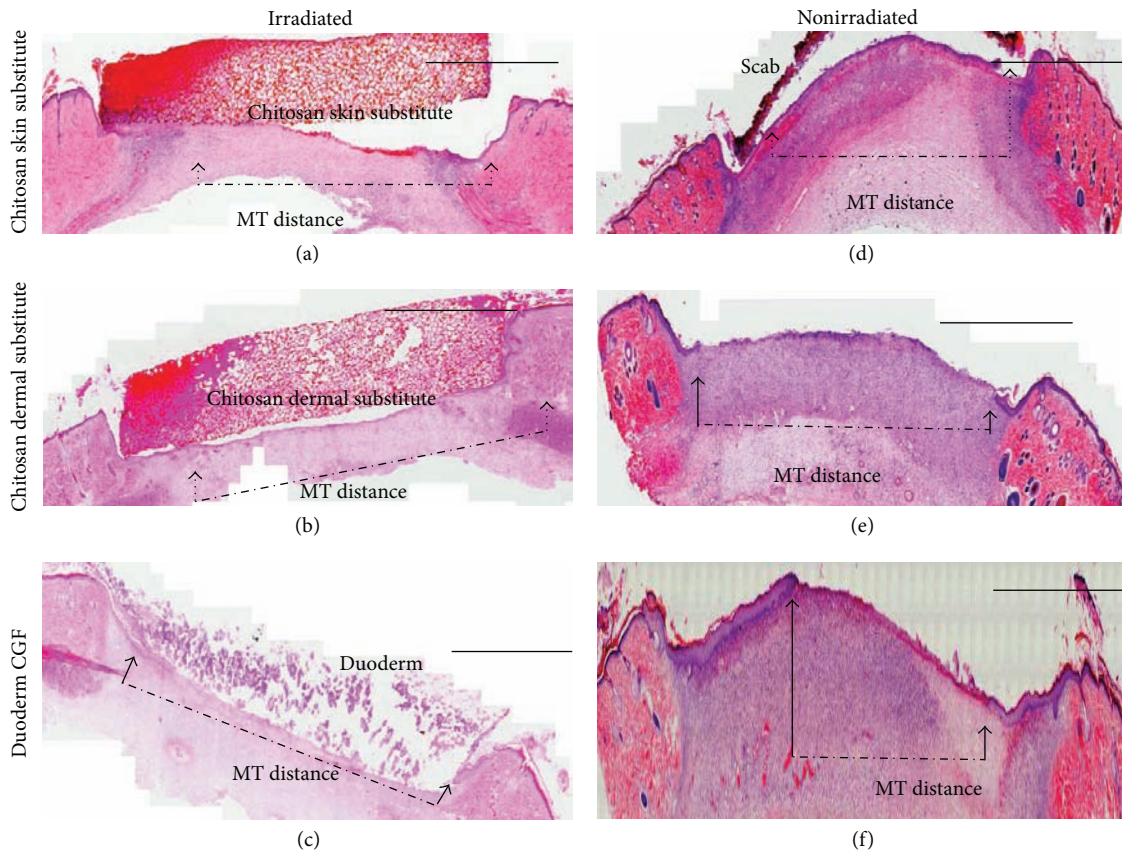 Irradiated
Nonirradiated
Chitosan skin substitute
Chitosan skin substitute
MT distance
(a)
Scab
MT distance
(d)
Chitosan dermal substitute
Chitosan dermal substitute
MT distance
(b)
MT distance
(e)
Duoderm CGF
Duoderm
MT distance
(c)
MT distance
(f)